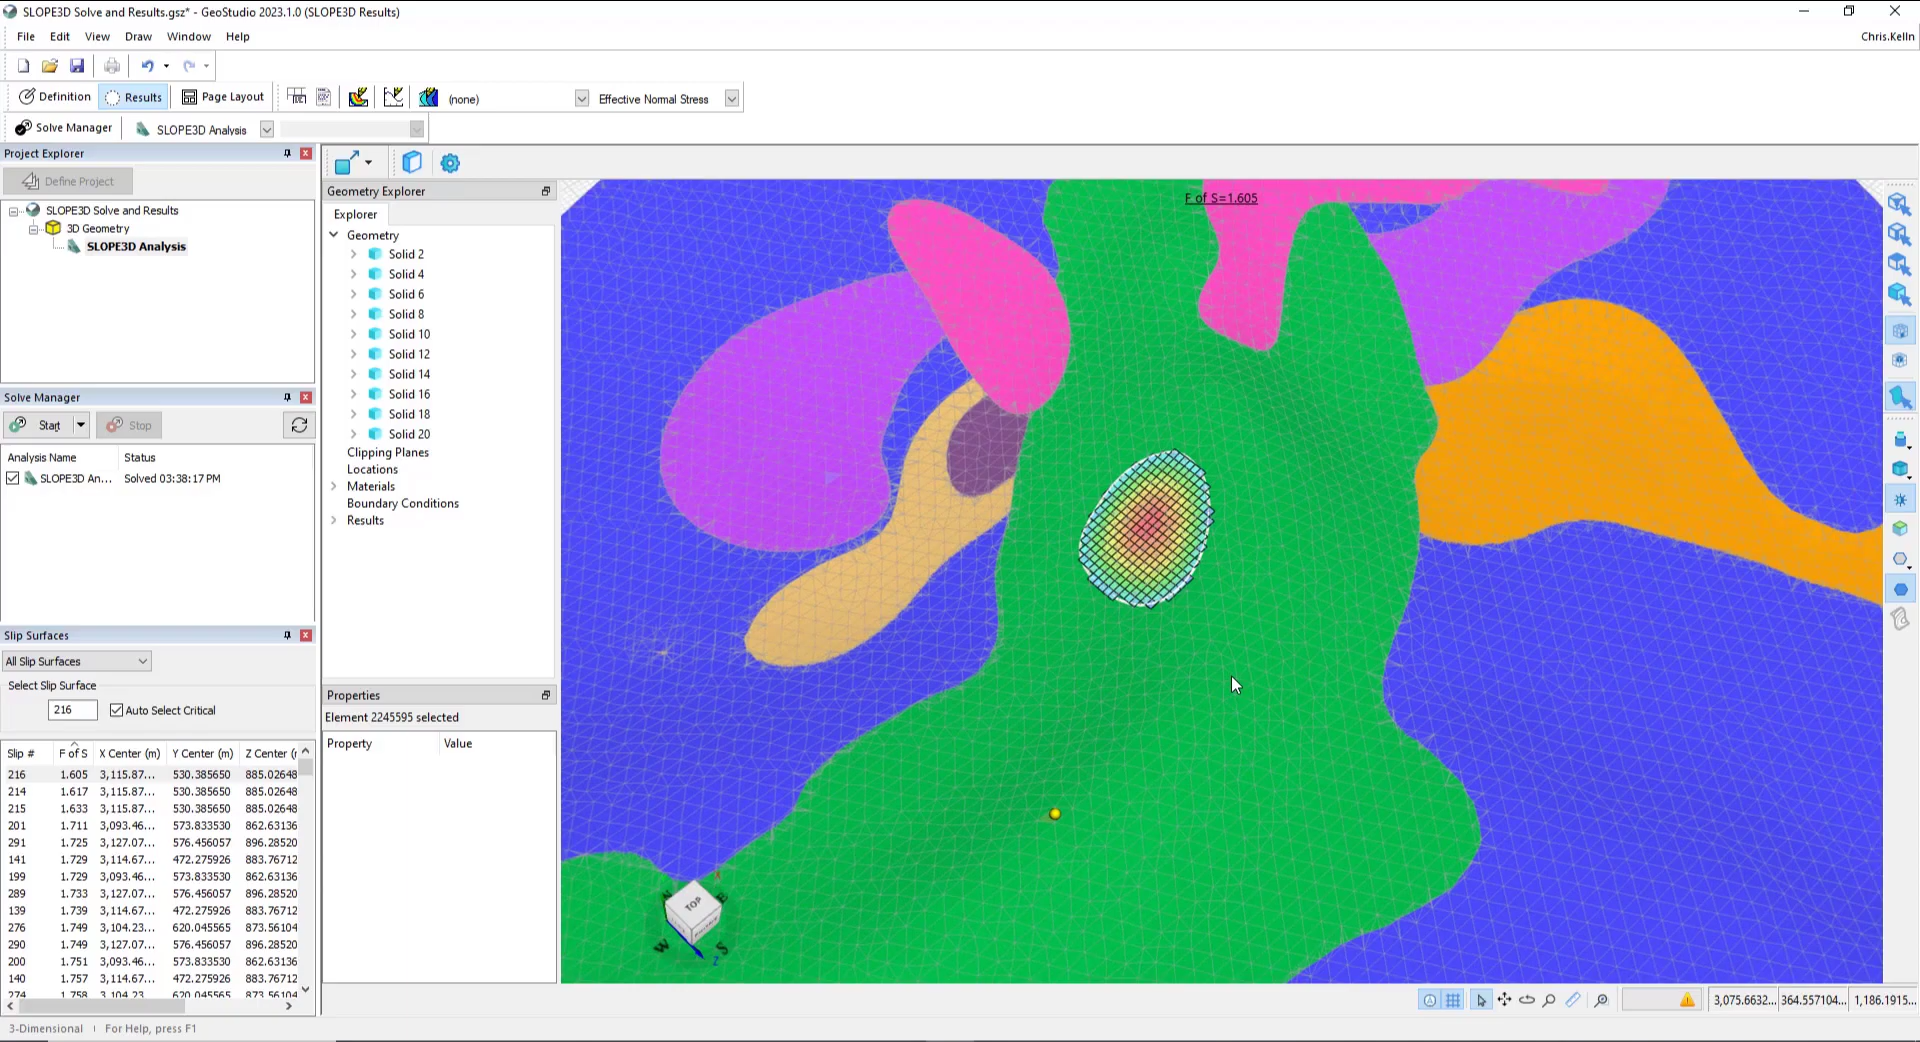 SLOPE3D Solve and Results.gsz* - GeoStudio 2023.1.0 (SLOPE3D Results)
File Edit View Draw Window Help
Chris.Kelln
Definition Results Page Layout (none) Effective Normal Stress
Solve Manager SLOPE3D Analysis
Project Explorer
Define Project
SLOPE3D Solve and Results
3D Geometry
SLOPE3D Analysis
Solve Manager
Start Stop
Analysis Name Status
SLOPE3D An... Solved 03:38:17 PM
Slip Surfaces
All Slip Surfaces
Select Slip Surface
216 Auto Select Critical
Slip # F of S X Center (m) Y Center (m) Z Center (
216 1.605 3,115.87... 530.385650 885.02648
214 1.617 3,115.87... 530.385650 885.02648
215 1.633 3,115.87... 530.385650 885.02648
201 1.711 3,093.46... 573.833530 862.63136
291 1.725 3,127.07... 576.456057 896.28520
141 1.729 3,114.67... 472.275926 883.76712
199 1.729 3,093.46... 573.833530 862.63136
289 1.733 3,127.07... 576.456057 896.28520
139 1.739 3,114.67... 472.275926 883.76712
276 1.749 3,104.23... 620.045565 873.56104
290 1.749 3,127.07... 576.456057 896.28520
200 1.751 3,093.46... 573.833530 862.63136
140 1.757 3,114.67... 472.275926 883.76712
274 1.758 3,104.23... 620.045565 873.56104
Geometry Explorer
Explorer
Geometry
Solid 2
Solid 4
Solid 6
Solid 8
Solid 10
Solid 12
Solid 14
Solid 16
Solid 18
Solid 20
Clipping Planes
Locations
Materials
Boundary Conditions
Results
Properties
Element 2245595 selected
Property Value
F of S=1.605
TOP
W S
X
Z
3,075.6632... 364.557104... 1,186.1915...
3-Dimensional For Help, press F1